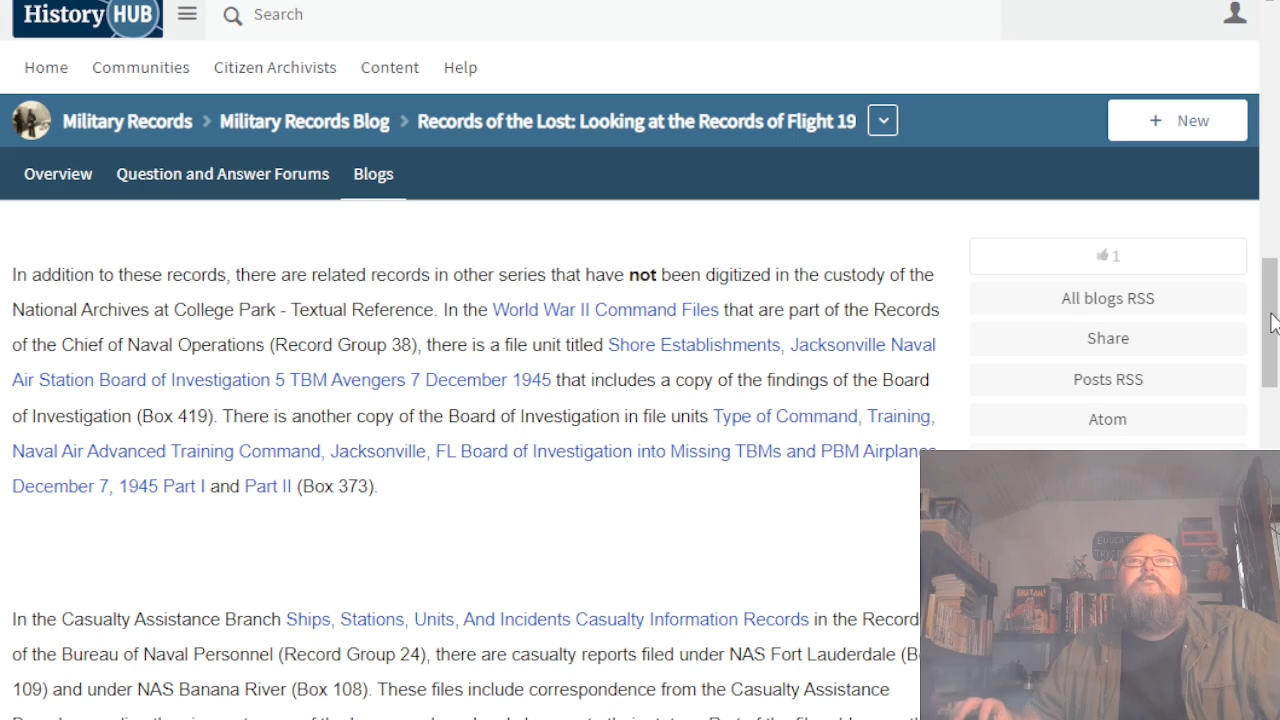 History HUB
Search
Home Communities Citizen Archivists Content Help
Military Records > Military Records Blog > Records of the Lost: Looking at the Records of Flight 19
+ New
Overview Question and Answer Forums Blogs
In addition to these records, there are related records in other series that have not been digitized in the custody of the
National Archives at College Park - Textual Reference. In the World War II Command Files that are part of the Records
of the Chief of Naval Operations (Record Group 38), there is a file unit titled Shore Establishments, Jacksonville Naval
Air Station Board of Investigation 5 TBM Avengers 7 December 1945 that includes a copy of the findings of the Board
of Investigation (Box 419). There is another copy of the Board of Investigation in file units Type of Command, Training,
Naval Air Advanced Training Command, Jacksonville, FL Board of Investigation into Missing TBMs and PBM Airplanes
December 7, 1945 Part I and Part II (Box 373).
In the Casualty Assistance Branch Ships, Stations, Units, And Incidents Casualty Information Records in the Record
of the Bureau of Naval Personnel (Record Group 24), there are casualty reports filed under NAS Fort Lauderdale (B
109) and under NAS Banana River (Box 108). These files include correspondence from the Casualty Assistance
1
All blogs RSS
Share
Posts RSS
Atom